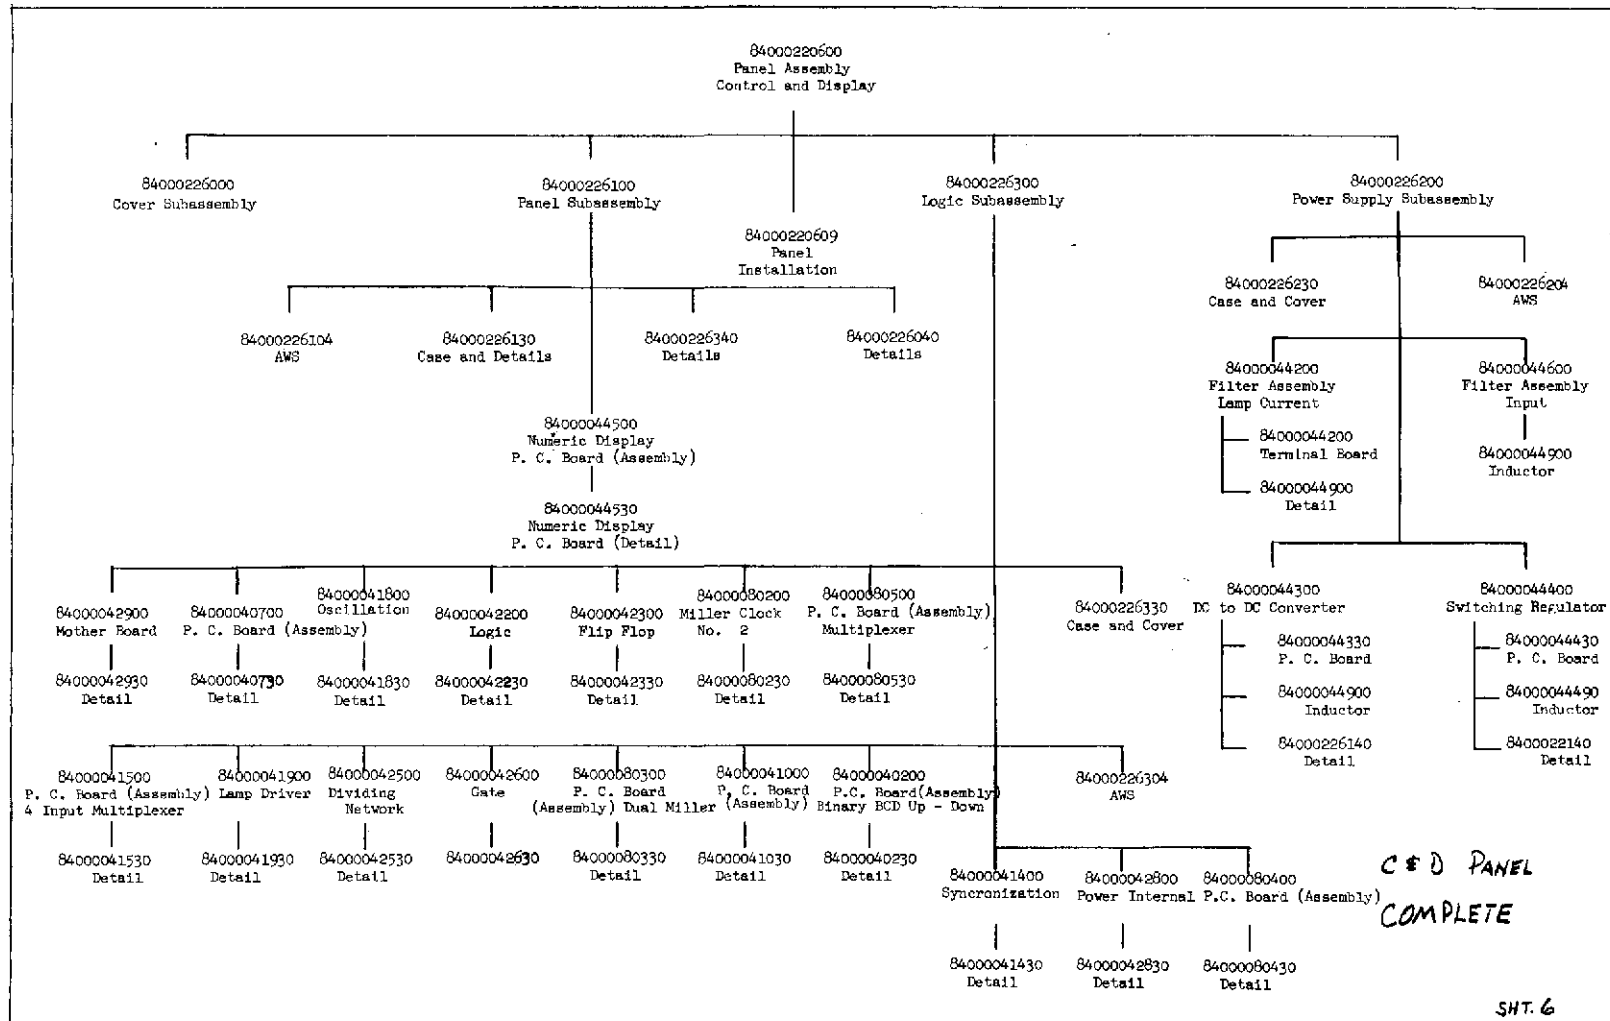 84000220600
Panel Assembly
Control and Display
84000226000
Cover Subassembly
84000226100
Panel Subassembly
84000226300
Logic Subassembly
84000226200
Power Supply Subassembly
84000220609
Panel
Installation
84000226230
Case and Cover
84000226204
AWS
84000226104
AWS
84000226130
Case and Details
84000226340
Details
84000226040
Details
84000044200
Filter Assembly
Lamp Current
84000044600
Filter Assembly
Input
84000044200
Terminal Board
84000044900
Detail
84000044900
Inductor
84000044500
Numeric Display
P. C. Board (Assembly)
84000044530
Numeric Display
P. C. Board (Detail)
84000042900
Mother Board
84000040700
P. C. Board (Assembly)
84000041800
Oscillation
84000042200
Logic
84000042300
Flip Flop
84000080200
Miller Clock
No. 2
84000080500
P. C. Board (Assembly)
Multiplexer
84000226330
Case and Cover
84000044300
DC to DC Converter
84000044400
Switching Regulator
84000044330
P. C. Board
84000044430
P. C. Board
84000042930
Detail
84000040730
Detail
84000041830
Detail
84000042230
Detail
84000042330
Detail
84000080230
Detail
84000080530
Detail
84000044900
Inductor
84000044490
Inductor
84000226140
Detail
8400022140
Detail
84000041500
P. C. Board (Assembly)
4 Input Multiplexer
84000041900
Lamp Driver
84000042500
Dividing
Network
84000042600
Gate
84000080300
P. C. Board
(Assembly) Dual Miller
84000041000
P. C. Board
(Assembly)
84000040200
P.C. Board(Assembly)
Binary BCD Up - Down
84000226304
AWS
84000041530
Detail
84000041930
Detail
84000042530
Detail
84000042630
84000080330
Detail
84000041030
Detail
84000040230
Detail
84000041400
Syncronization
84000042800
Power Internal
84000080400
P.C. Board (Assembly)
84000041430
Detail
84000042830
Detail
84000080430
Detail
C & D PANEL
COMPLETE
SHT. 6